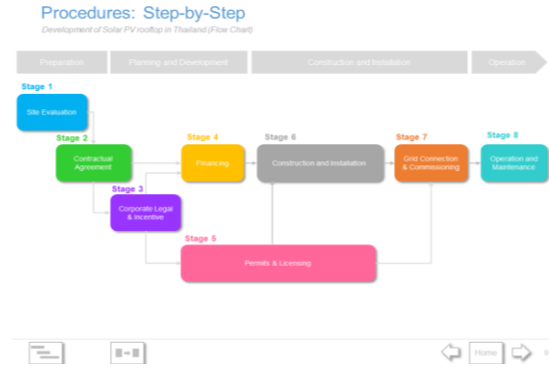 Procedures: Step-by-Step
Development of Solar PV rooftop in Thailand (Flow Chart)
Preparation
Planning and Development
Construction and Installation
Operation
Stage 1
Site Evaluation
Stage 2
Contractual
Agreement
Stage 3
Corporate Legal
& Incentive
Stage 4
Financing
Stage 5
Permits & Licensing
Stage 6
Construction and Installation
Stage 7
Grid Connection
& Commissioning
Stage 8
Operation and
Maintenance
Home